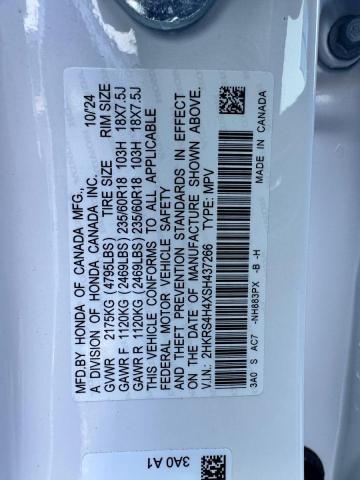 MFD BY HONDA OF CANADA MFG.,
A DIVISION OF HONDA CANADA INC. 10/'24
TIRE SIZE RIM SIZE
GVWR 2175KG (4795LBS)
GAWR F 1120KG (2469LBS) 235/60R18 103H 18X7.5J
GAWR R 1120KG (2469LBS) 235/60R18 103H 18X7.5J
THIS VEHICLE CONFORMS TO ALL APPLICABLE
FEDERAL MOTOR VEHICLE SAFETY STANDARDS IN EFFECT
ON THE DATE OF MANUFACTURE SHOWN ABOVE.
V.I.N.: 2HKRS4H4XSH437266 TYPE: MPV
MADE IN CANADA
3A0 S AC7 -NH883PX -B -H
3A0 A1